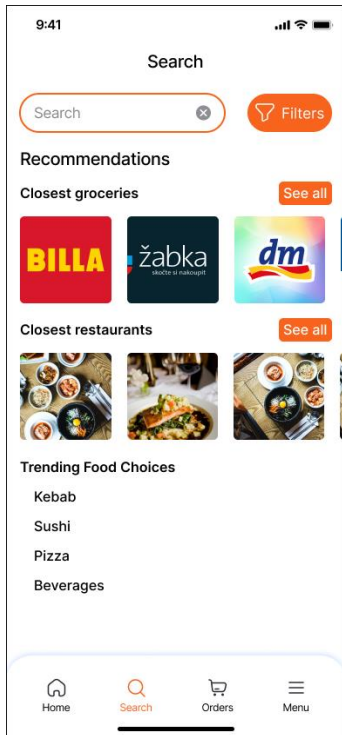 9:41
Search
Search
Filters
Recommendations
Closest groceries
See all
BILLA
žabka
skočte si nakoupit
dm
Closest restaurants
See all
Trending Food Choices
Kebab
Sushi
Pizza
Beverages
Home
Search
Orders
Menu